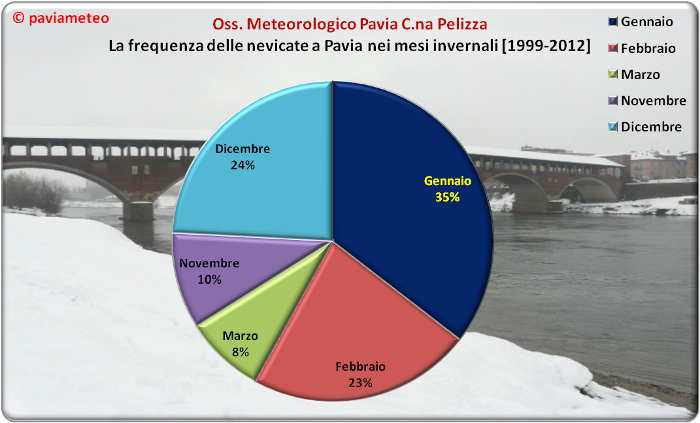 © paviameteo
Oss. Meteorologico Pavia C.na Pelizza
La frequenza delle nevicate a Pavia nei mesi invernali [1999-2012]
Gennaio
Febbraio
Marzo
Novembre
Dicembre
Dicembre
24%
Gennaio
35%
Novembre
10%
Marzo
8%
Febbraio
23%